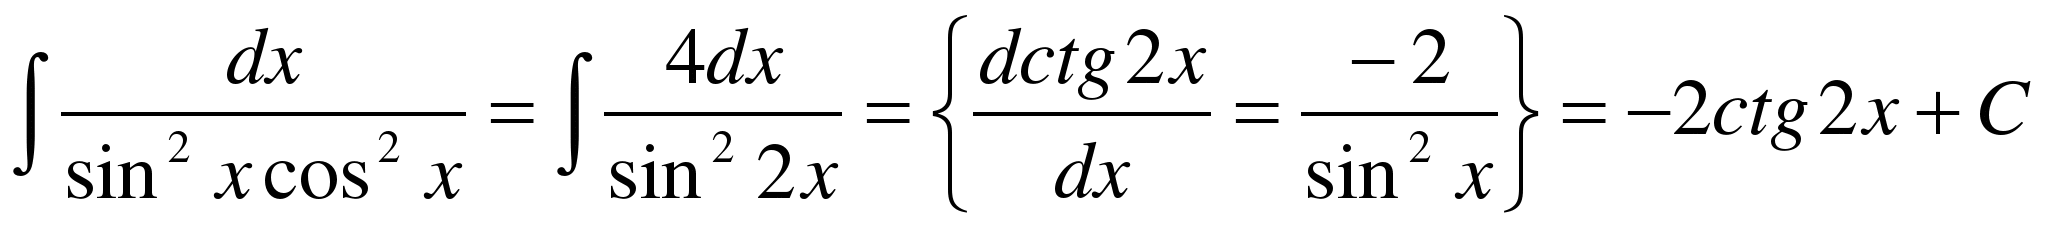 ∫ dx / (sin² x cos² x) = ∫ 4dx / (sin² 2x) = { dctg 2x / dx = −2 / (sin² x) } = −2ctg 2x + C